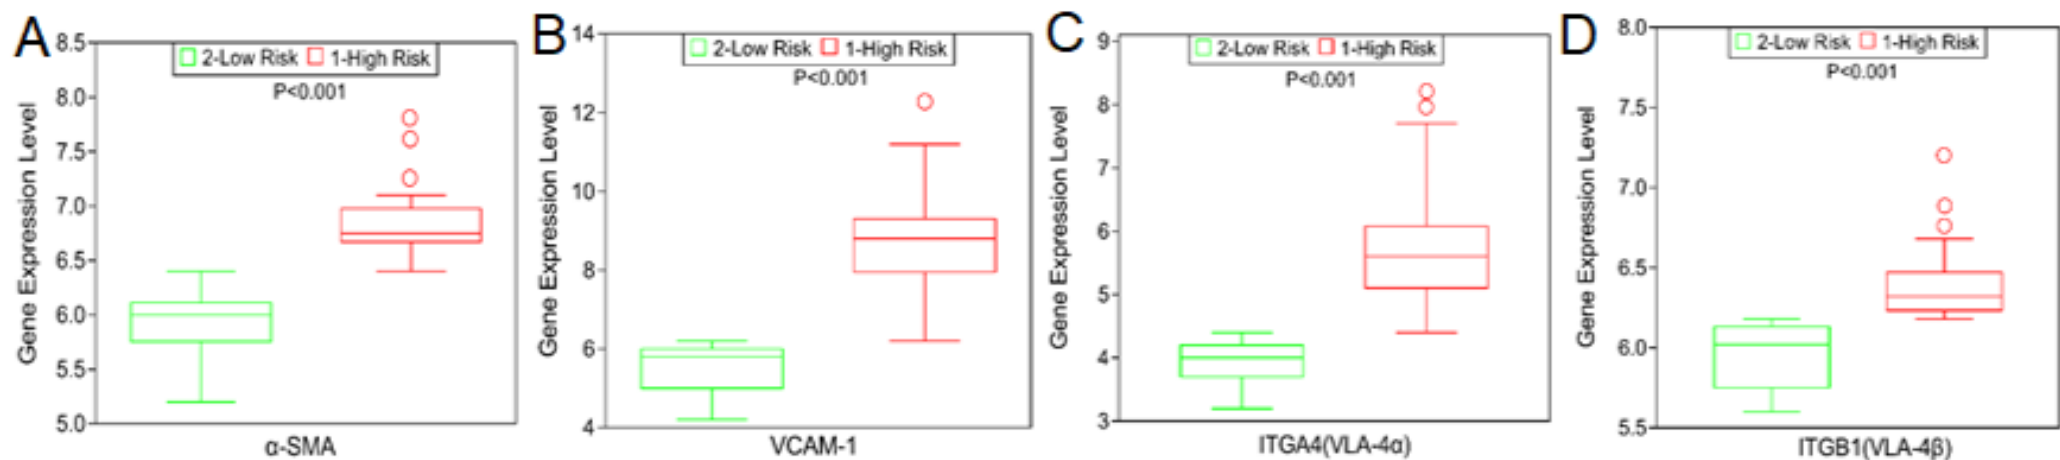 A
8.5
8.0
7.5
7.0
6.5
6.0
5.5
5.0
Gene Expression Level
2-Low Risk 1-High Risk
P<0.001
α-SMA
B
14
12
10
8
6
4
Gene Expression Level
2-Low Risk 1-High Risk
P<0.001
VCAM-1
C
9
8
7
6
5
4
3
Gene Expression Level
2-Low Risk 1-High Risk
P<0.001
ITGA4(VLA-4α)
D
8.0
7.5
7.0
6.5
6.0
5.5
Gene Expression Level
2-Low Risk 1-High Risk
P<0.001
ITGB1(VLA-4β)